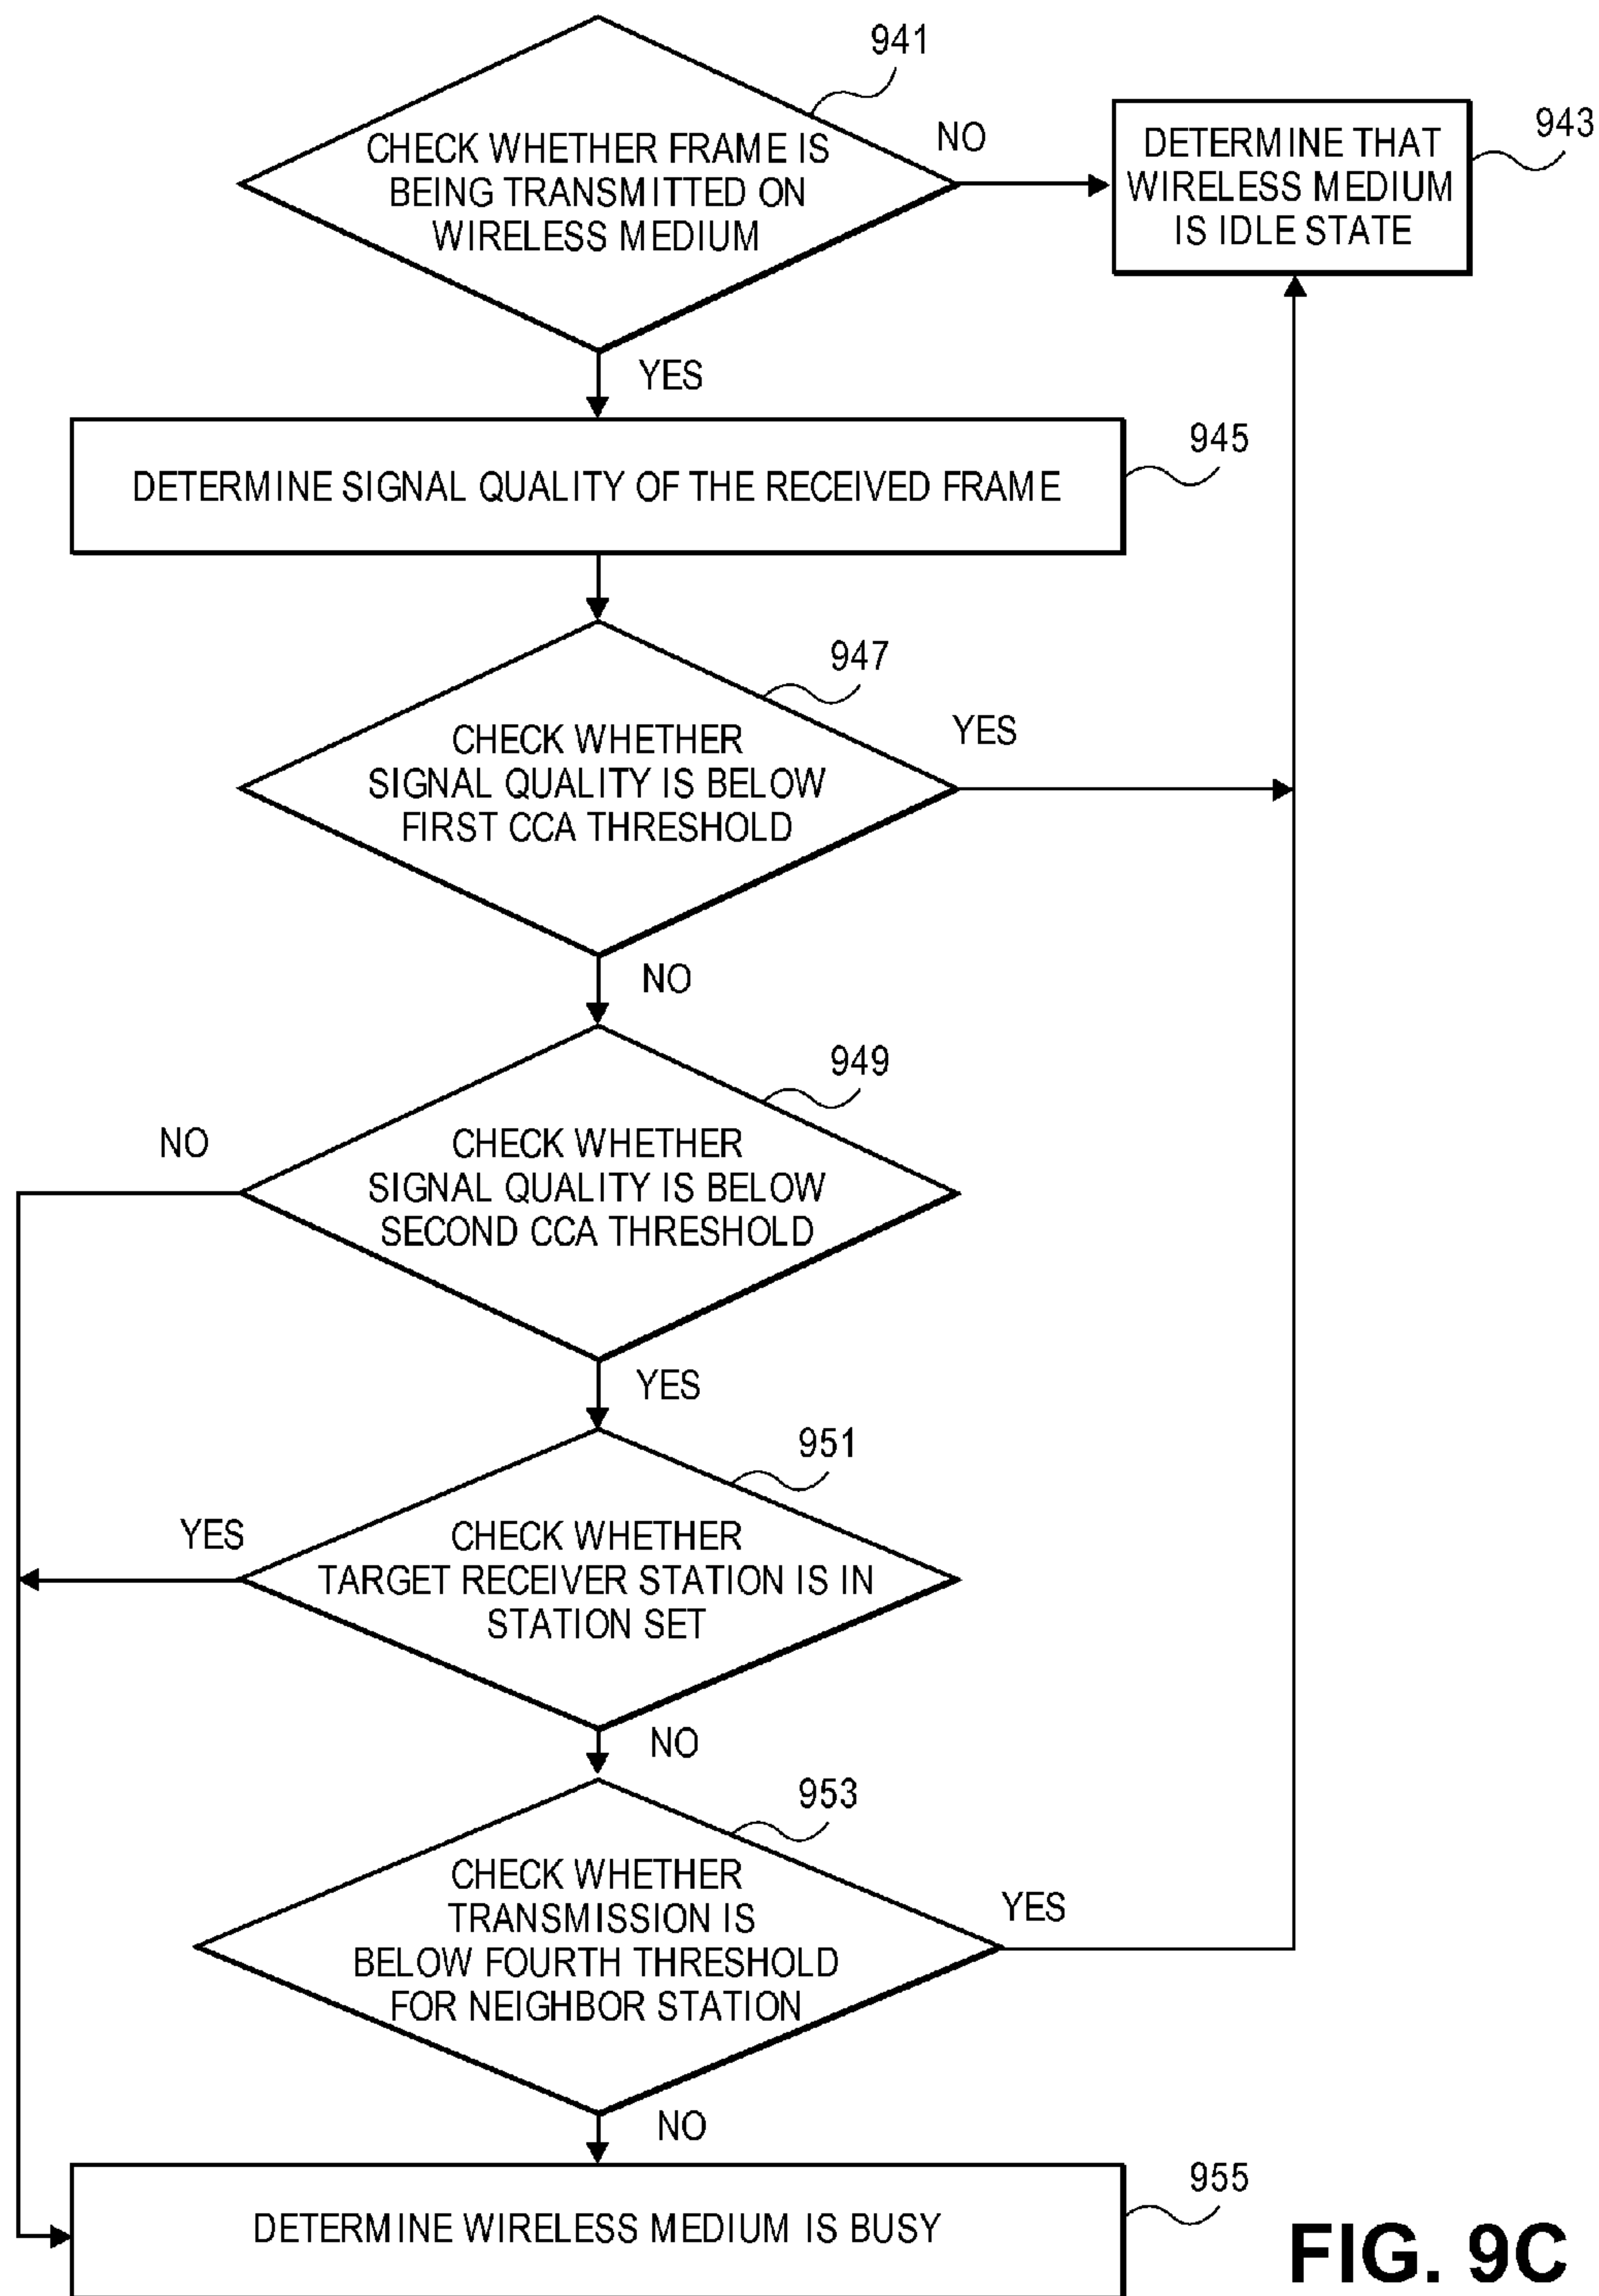 941
CHECK WHETHER FRAME IS
BEING TRANSMITTED ON
WIRELESS MEDIUM
NO
DETERMINE THAT
WIRELESS MEDIUM
IS IDLE STATE
943
YES
DETERMINE SIGNAL QUALITY OF THE RECEIVED FRAME
945
947
CHECK WHETHER
SIGNAL QUALITY IS BELOW
FIRST CCA THRESHOLD
YES
NO
949
CHECK WHETHER
SIGNAL QUALITY IS BELOW
SECOND CCA THRESHOLD
NO
YES
951
CHECK WHETHER
TARGET RECEIVER STATION IS IN
STATION SET
YES
NO
953
CHECK WHETHER
TRANSMISSION IS
BELOW FOURTH THRESHOLD
FOR NEIGHBOR STATION
YES
NO
DETERMINE WIRELESS MEDIUM IS BUSY
955
FIG. 9C